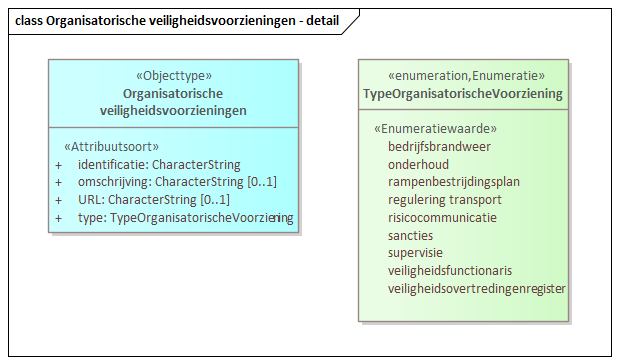 class Organisatorische veiligheidsvoorzieningen - detail
«Objecttype»
Organisatorische
veiligheidsvoorzieningen
«Attribuutsoort»
+ identificatie: CharacterString
+ omschrijving: CharacterString [0..1]
+ URL: CharacterString [0..1]
+ type: TypeOrganisatorischeVoorziening
«enumeration,Enumeratie»
TypeOrganisatorischeVoorziening
«Enumeratiewaarde»
bedrijfsbrandweer
onderhoud
rampenbestrijdingsplan
regulering transport
risicocommunicatie
sancties
supervisie
veiligheidsfunctionaris
veiligheidsovertredingenregister